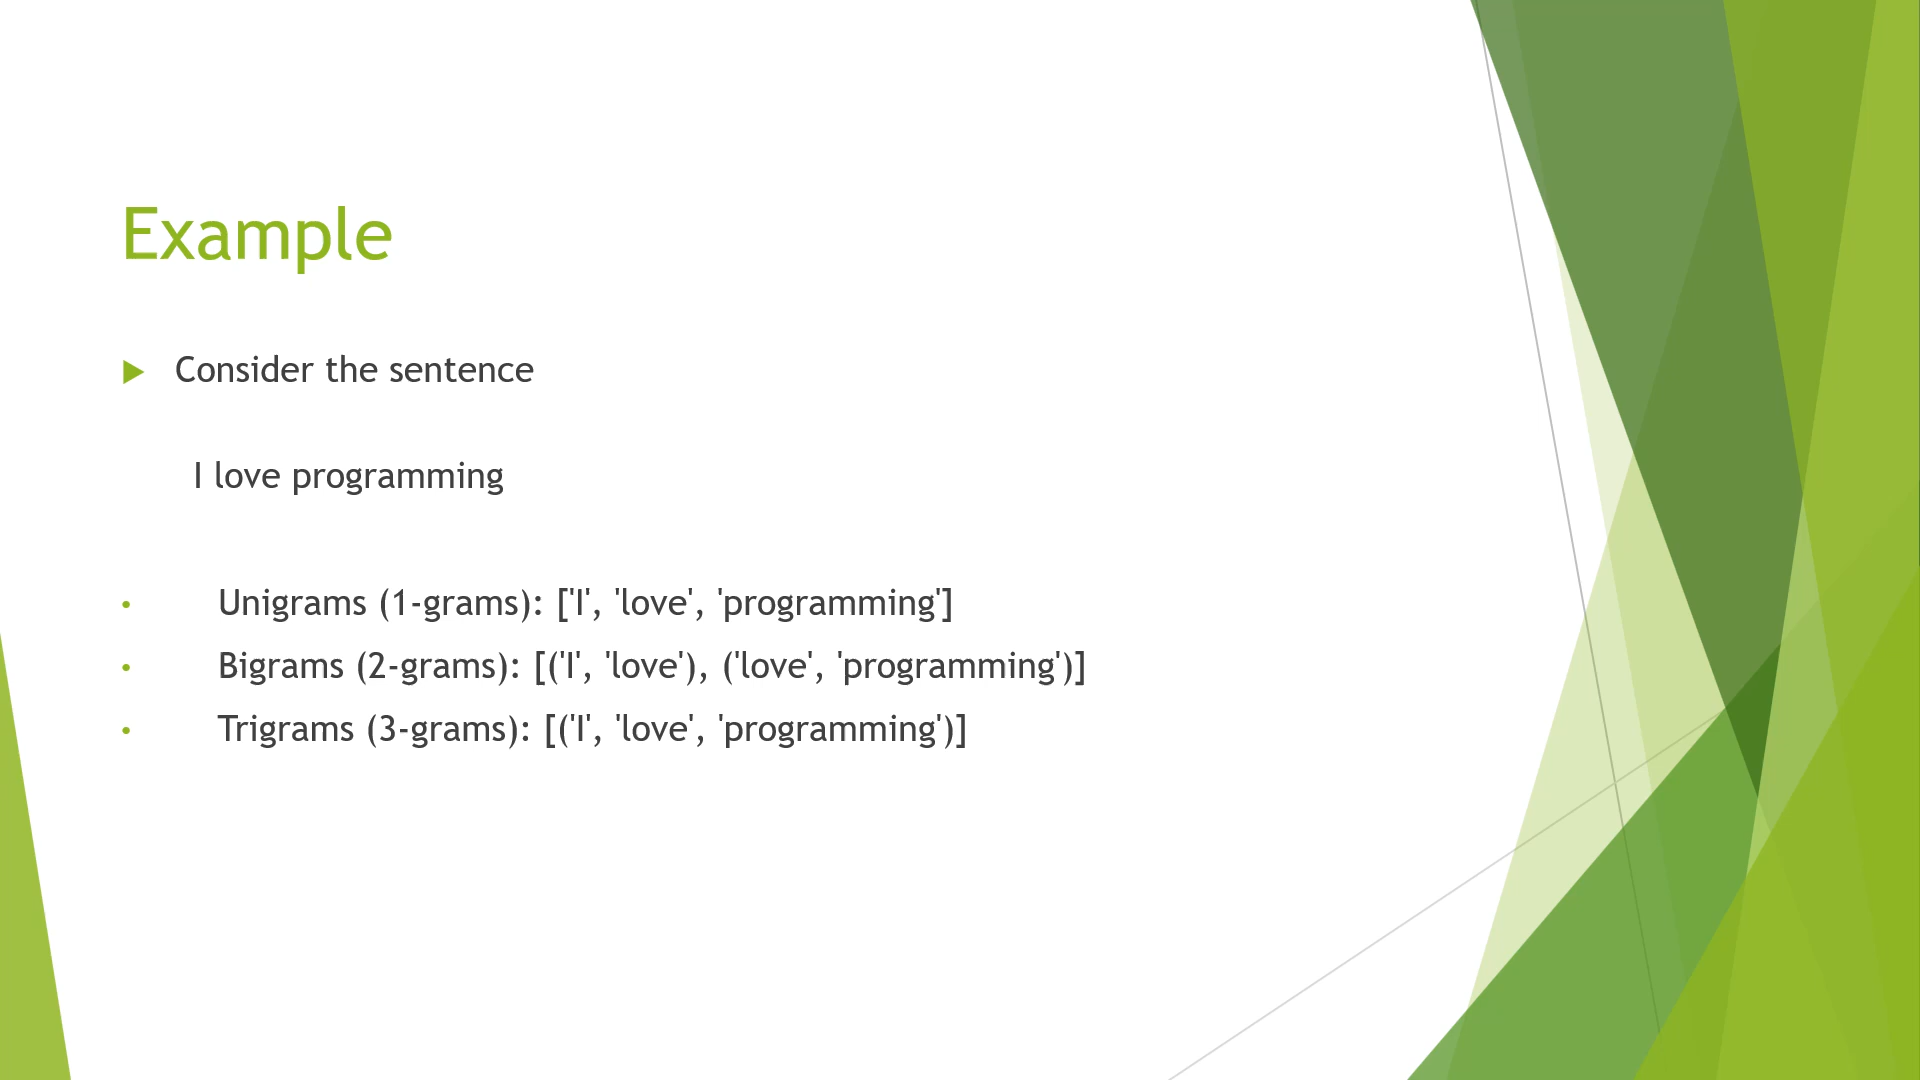 Example
Consider the sentence
I love programming
Unigrams (1-grams): ['I', 'love', 'programming']
Bigrams (2-grams): [('I', 'love'), ('love', 'programming')]
Trigrams (3-grams): [('I', 'love', 'programming')]